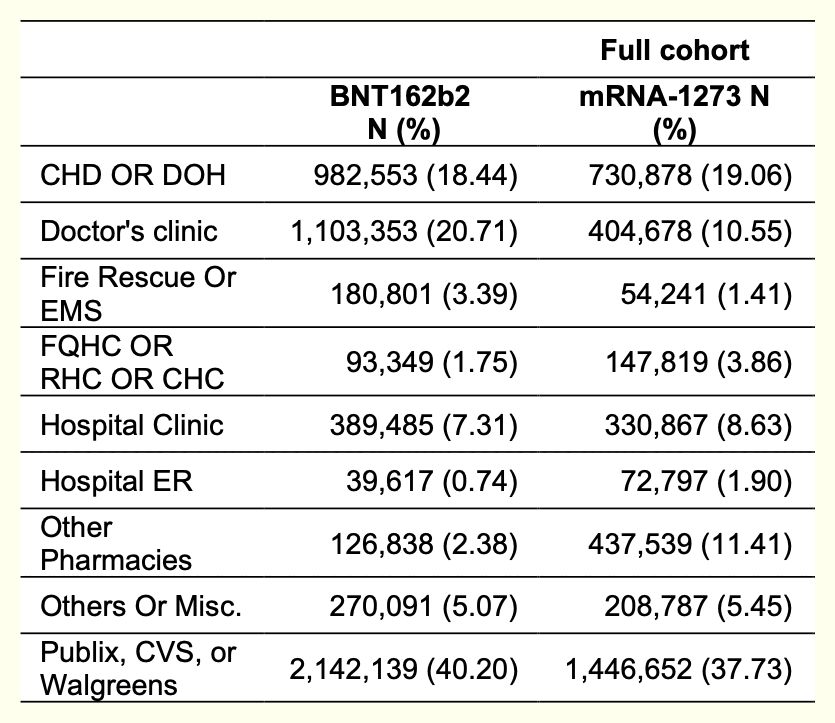 Full cohort
BNT162b2 N (%) mRNA-1273 N (%)
CHD OR DOH 982,553 (18.44) 730,878 (19.06)
Doctor's clinic 1,103,353 (20.71) 404,678 (10.55)
Fire Rescue Or EMS 180,801 (3.39) 54,241 (1.41)
FQHC OR RHC OR CHC 93,349 (1.75) 147,819 (3.86)
Hospital Clinic 389,485 (7.31) 330,867 (8.63)
Hospital ER 39,617 (0.74) 72,797 (1.90)
Other Pharmacies 126,838 (2.38) 437,539 (11.41)
Others Or Misc. 270,091 (5.07) 208,787 (5.45)
Publix, CVS, or Walgreens 2,142,139 (40.20) 1,446,652 (37.73)